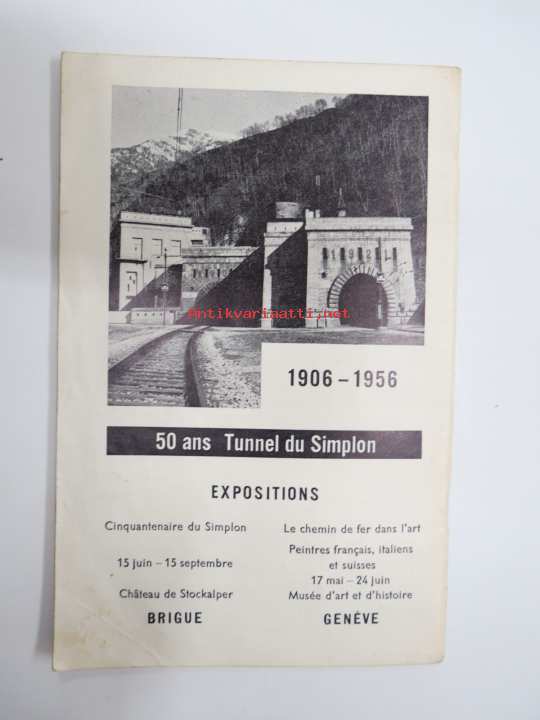 1921
Antikvariaatti.net
1906 – 1956
50 ans Tunnel du Simplon
EXPOSITIONS
Cinquantenaire du Simplon
15 juin – 15 septembre
Château de Stockalper
BRIGUE
Le chemin de fer dans l'art
Peintres français, italiens
et suisses
17 mai – 24 juin
Musée d'art et d'histoire
GENÈVE